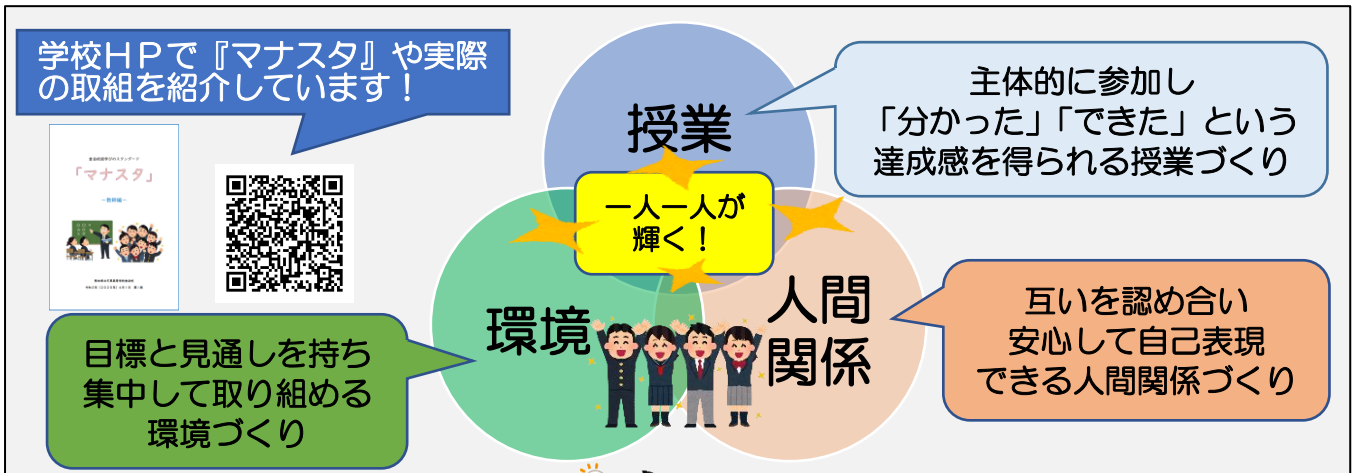 学校ＨＰで『マナスタ』や実際
の取組を紹介しています！
「マナスタ」
－教師編－
授業
主体的に参加し
「分かった」「できた」という
達成感を得られる授業づくり
一人一人が
輝く！
環境
人間
関係
目標と見通しを持ち
集中して取り組める
環境づくり
互いを認め合い
安心して自己表現
できる人間関係づくり